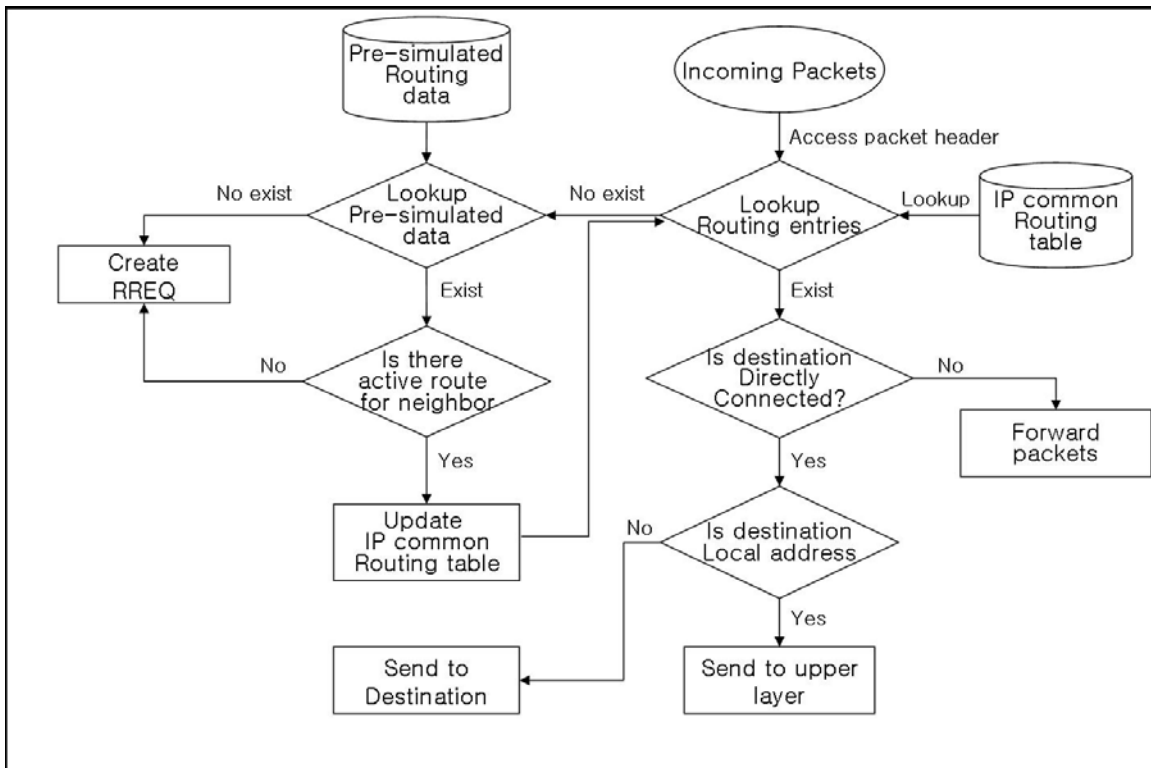 Pre-simulated
Routing
data
Incoming Packets
Access packet header
No exist
Lookup
Pre-simulated
data
No exist
Lookup
Routing entries
Lookup
IP common
Routing
table
Create
RREQ
Exist
Exist
No
Is there
active route
for neighbor
Is destination
Directly
Connected?
No
Forward
packets
Yes
Yes
Update
IP common
Routing table
No
Is destination
Local address
Yes
Send to
Destination
Send to upper
layer